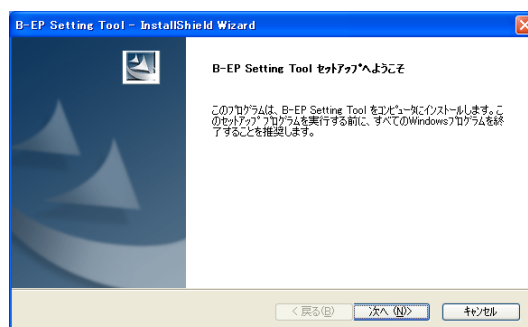 B-EP Setting Tool - InstallShield Wizard
B-EP Setting Tool ｾｯﾄｱｯﾌﾟへようこそ
このﾌﾟﾛｸﾞﾗﾑは、B-EP Setting Tool をｺﾝﾋﾟｭｰﾀにｲﾝｽﾄｰﾙします。こ
のｾｯﾄｱｯﾌﾟ ﾌﾟﾛｸﾞﾗﾑを実行する前に、すべてのWindowsﾌﾟﾛｸﾞﾗﾑを終
了することを推奨します。
< 戻る(B)
次へ (N)>
ｷｬﾝｾﾙ